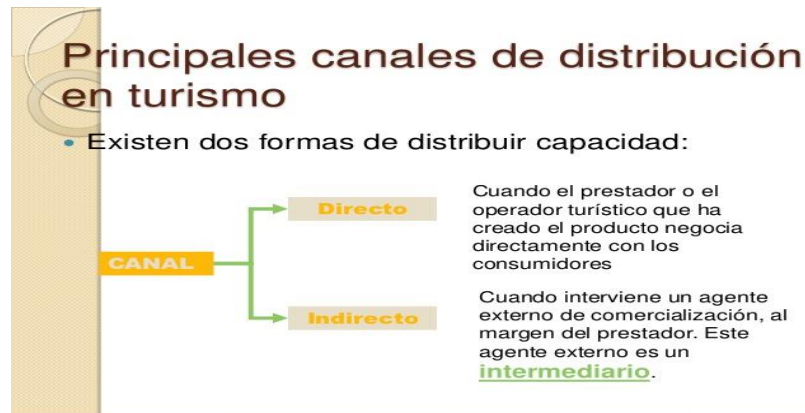 Principales canales de distribución
en turismo
• Existen dos formas de distribuir capacidad:
CANAL
Directo
Cuando el prestador o el
operador turístico que ha
creado el producto negocia
directamente con los
consumidores
Indirecto
Cuando interviene un agente
externo de comercialización, al
margen del prestador. Este
agente externo es un
intermediario.